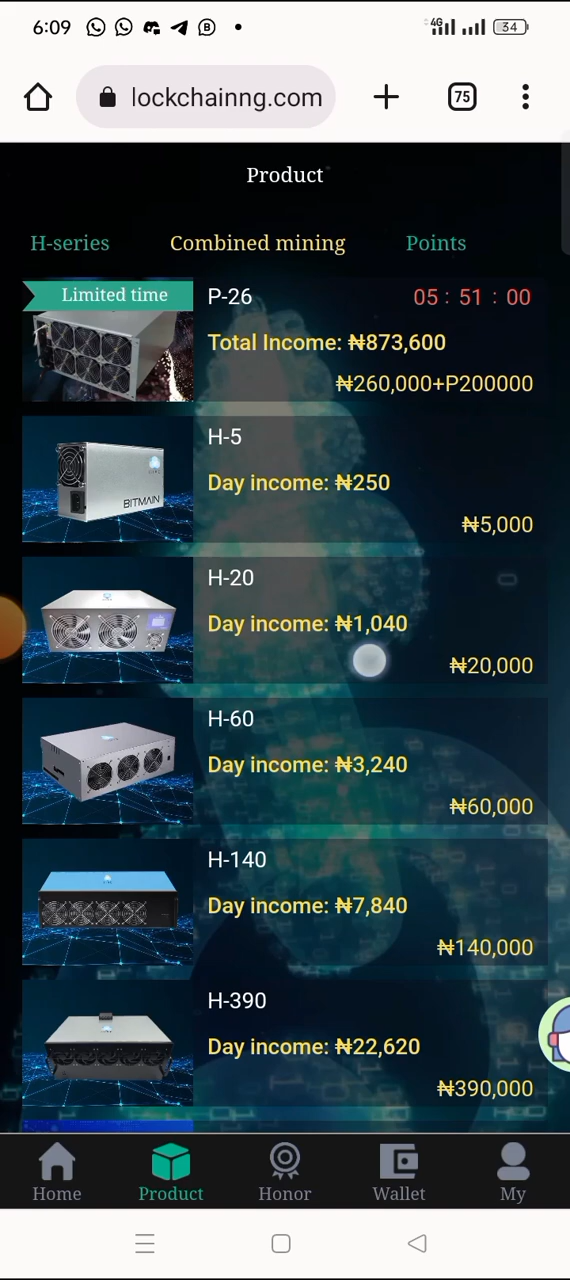 6:09
4G
34
lockchainng.com
75
Product
H-series Combined mining Points
Limited time
P-26
05 : 51 : 00
Total Income: ₦873,600
₦260,000+P200000
H-5
BITMAIN
Day income: ₦250
₦5,000
H-20
Day income: ₦1,040
₦20,000
H-60
Day income: ₦3,240
₦60,000
H-140
Day income: ₦7,840
₦140,000
H-390
Day income: ₦22,620
₦390,000
Home Product Honor Wallet My